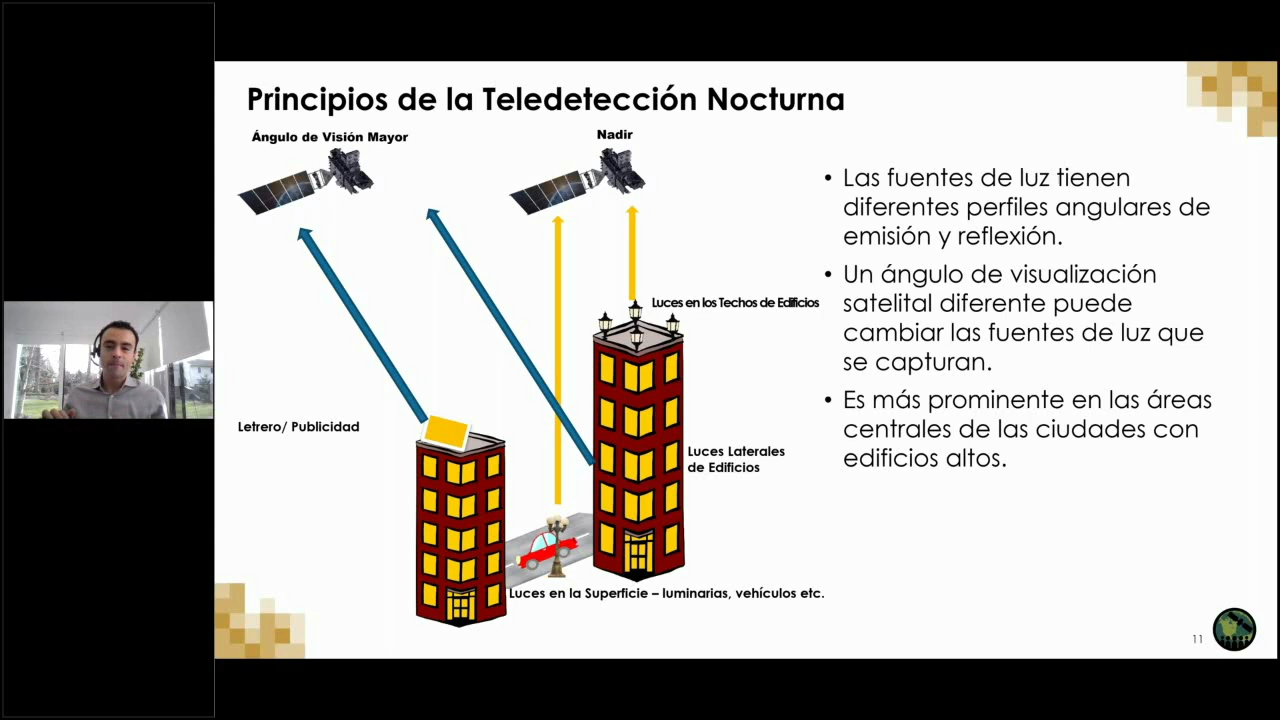 Principios de la Teledetección Nocturna
Ángulo de Visión Mayor
Nadir
Luces en los Techos de Edificios
Letrero/ Publicidad
Luces Laterales
de Edificios
Luces en la Superficie – luminarias, vehículos etc.
• Las fuentes de luz tienen
diferentes perfiles angulares de
emisión y reflexión.
• Un ángulo de visualización
satelital diferente puede
cambiar las fuentes de luz que
se capturan.
• Es más prominente en las áreas
centrales de las ciudades con
edificios altos.
11